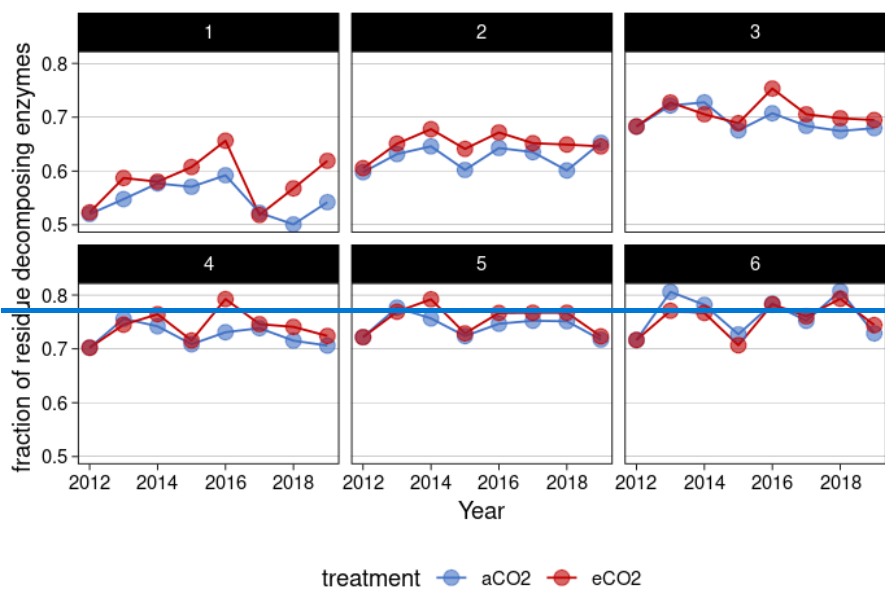 fraction of residue decomposing enzymes
1 2 3
0.8
0.7
0.6
0.5
4 5 6
0.8
0.7
0.6
0.5
2012 2014 2016 2018 2012 2014 2016 2018 2012 2014 2016 2018
Year
treatment aCO2 eCO2